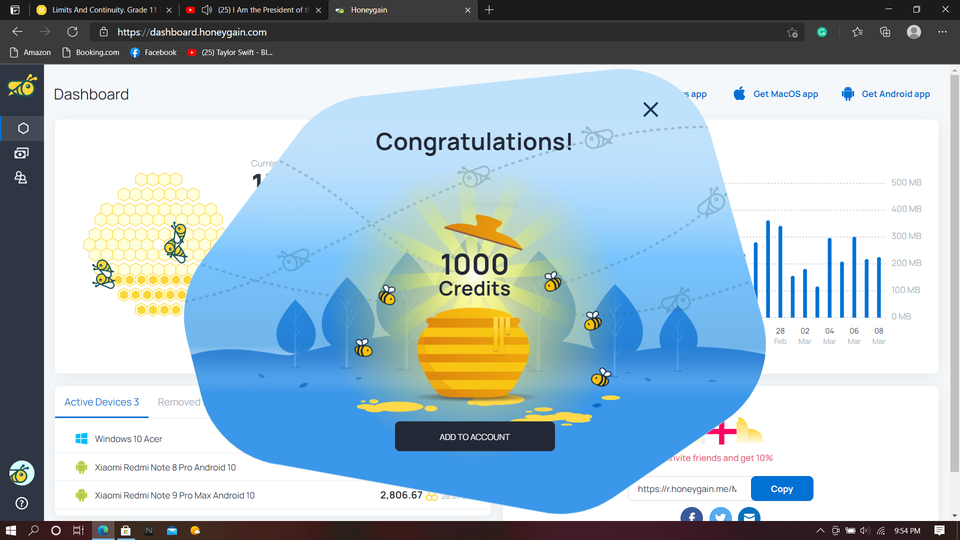 Limits And Continuity. Grade 11
(25) I Am the President of th
Honeygain
https://dashboard.honeygain.com
Amazon
Booking.com
Facebook
(25) Taylor Swift - Bl...
Dashboard
app
Get MacOS app
Get Android app
Congratulations!
1000
Credits
ADD TO ACCOUNT
500 MB
400 MB
300 MB
200 MB
100 MB
0 MB
28 Feb
02 Mar
04 Mar
06 Mar
08 Mar
Active Devices 3
Removed
Windows 10 Acer
Xiaomi Redmi Note 8 Pro Android 10
Xiaomi Redmi Note 9 Pro Max Android 10
2,806.67
invite friends and get 10%
https://r.honeygain.me/
Copy
9:54 PM